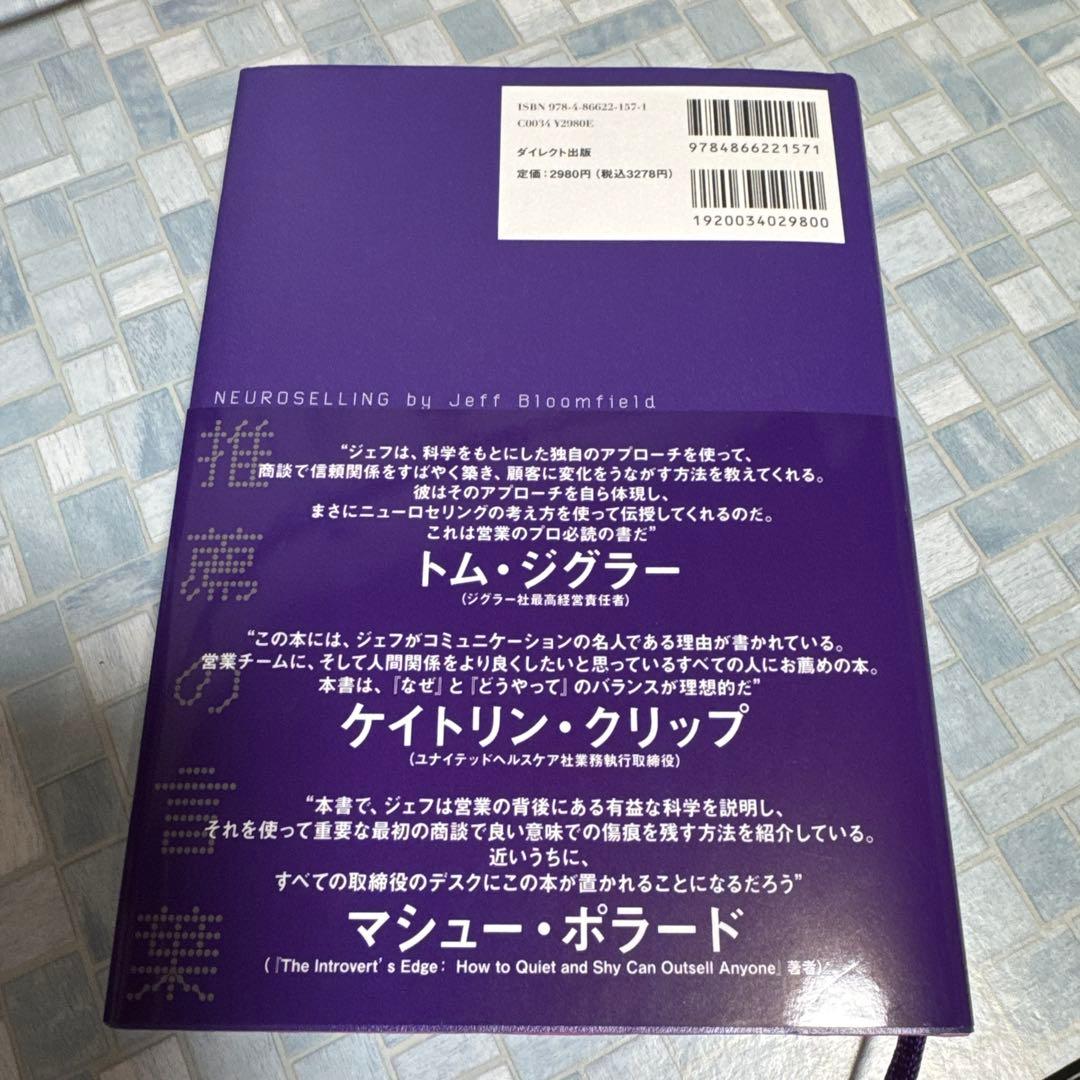 ISBN 978-4-86622-157-1
C0034 ¥2980E
ダイレクト出版
定価：2980円（税込3278円）
9784866221571
1920034029800
NEUROSELLING by Jeff Bloomfield
推薦の言葉
“ジェフは、科学をもとにした独自のアプローチを使って、
商談で信頼関係をすばやく築き、顧客に変化をうながす方法を教えてくれる。
彼はそのアプローチを自ら体現し、
まさにニューロセリングの考え方を使って伝授してくれるのだ。
これは営業のプロ必読の書だ”
トム・ジグラー
（ジグラー社最高経営責任者）
“この本には、ジェフがコミュニケーションの名人である理由が書かれている。
営業チームに、そして人間関係をより良くしたいと思っているすべての人にお薦めの本。
本書は、『なぜ』と『どうやって』のバランスが理想的だ”
ケイトリン・クリップ
（ユナイテッドヘルスケア社業務執行取締役）
“本書で、ジェフは営業の背後にある有益な科学を説明し、
それを使って重要な最初の商談で良い意味での傷痕を残す方法を紹介している。
近いうちに、
すべての取締役のデスクにこの本が置かれることになるだろう”
マシュー・ポラード
（『The Introvert’s Edge: How to Quiet and Shy Can Outsell Anyone』著者）